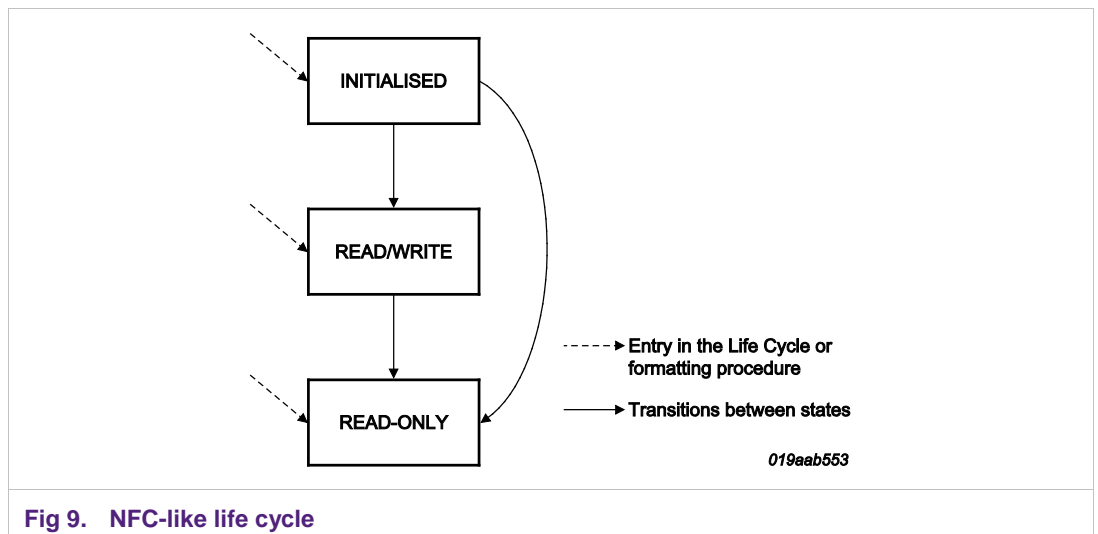 INITIALISED
READ/WRITE
Entry in the Life Cycle or
formatting procedure
READ-ONLY
Transitions between states
019aab553
Fig 9. NFC-like life cycle